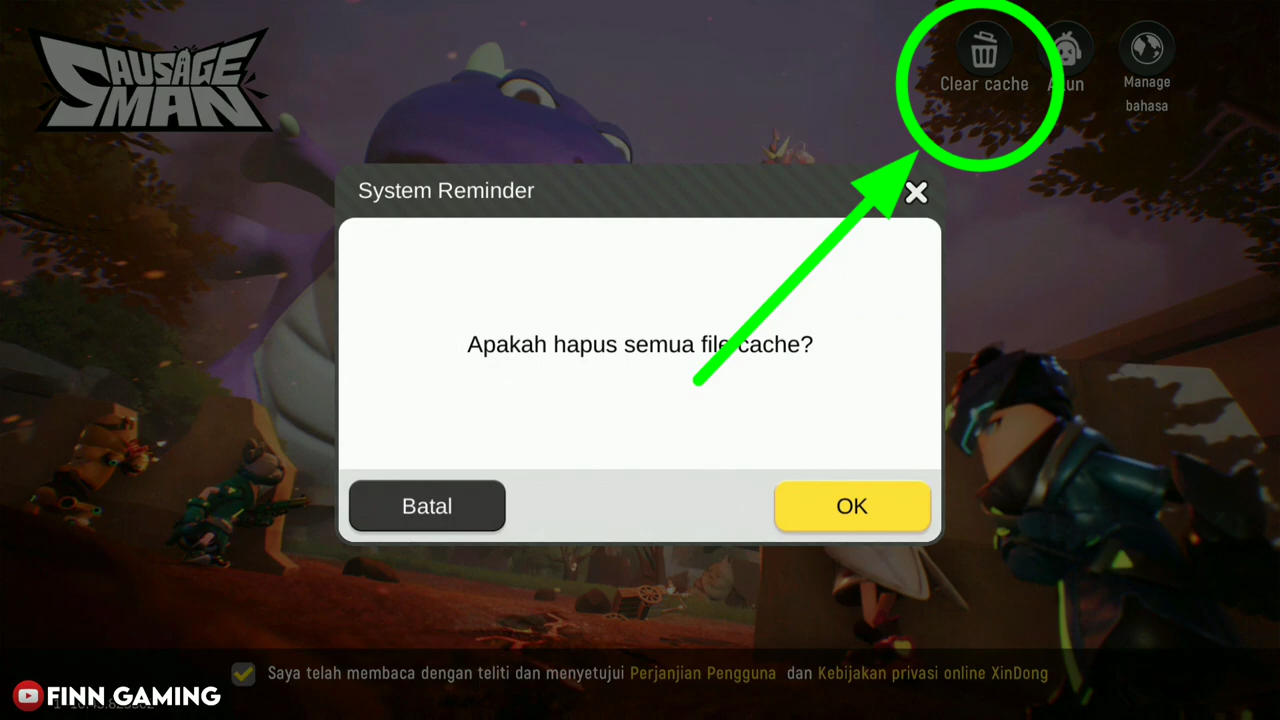 SAUSAGE
MAN
Clear cache
Akun
Manage
bahasa
System Reminder
Apakah hapus semua file cache?
Batal
OK
Saya telah membaca dengan teliti dan menyetujui Perjanjian Pengguna dan Kebijakan privasi online XinDong
FINN GAMING